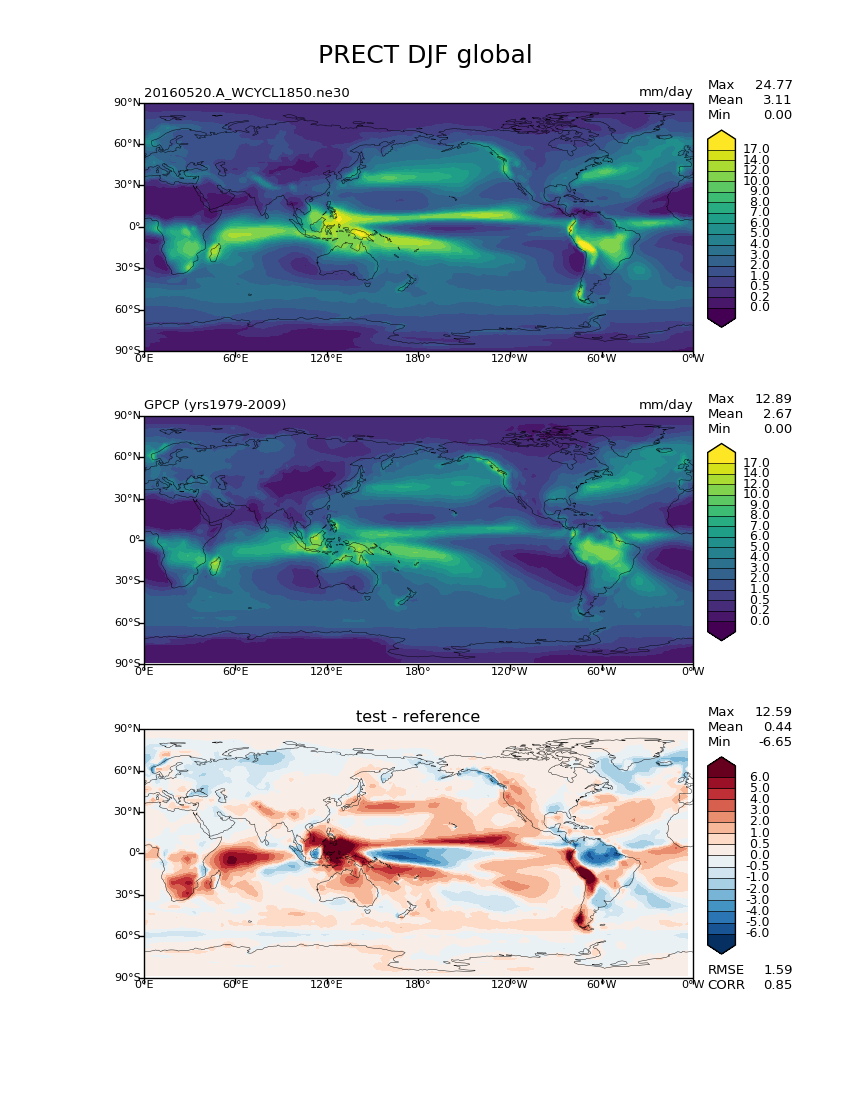 PRECT DJF global
20160520.A_WCYCL1850.ne30 mm/day
Max 24.77
Mean 3.11
Min 0.00
90°N
60°N
30°N
0°
30°S
60°S
90°S
0°E 60°E 120°E 180° 120°W 60°W 0°W
17.0
14.0
12.0
10.0
9.0
8.0
7.0
6.0
5.0
4.0
3.0
2.0
1.0
0.5
0.2
0.0
GPCP (yrs1979-2009) mm/day
Max 12.89
Mean 2.67
Min 0.00
90°N
60°N
30°N
0°
30°S
60°S
90°S
0°E 60°E 120°E 180° 120°W 60°W 0°W
17.0
14.0
12.0
10.0
9.0
8.0
7.0
6.0
5.0
4.0
3.0
2.0
1.0
0.5
0.2
0.0
test - reference
Max 12.59
Mean 0.44
Min -6.65
90°N
60°N
30°N
0°
30°S
60°S
90°S
0°E 60°E 120°E 180° 120°W 60°W 0°W
6.0
5.0
4.0
3.0
2.0
1.0
0.5
0.0
-0.5
-1.0
-2.0
-3.0
-4.0
-5.0
-6.0
RMSE 1.59
CORR 0.85